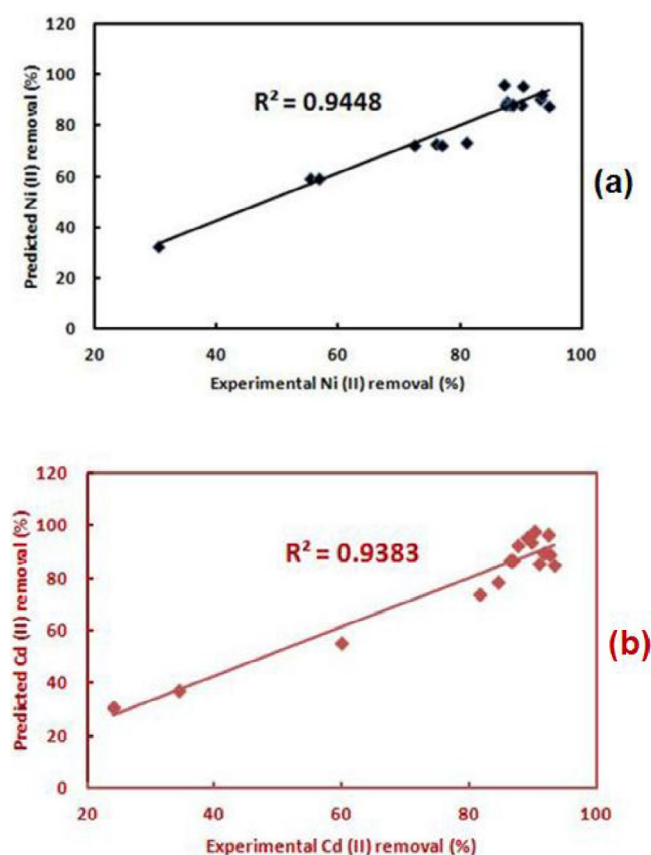 120
100
80
60
40
20
0
Predicted Ni (II) removal (%)
R² = 0.9448
(a)
20 40 60 80 100
Experimental Ni (II) removal (%)
120
100
80
60
40
20
0
Predicted Cd (II) removal (%)
R² = 0.9383
(b)
20 40 60 80 100
Experimental Cd (II) removal (%)